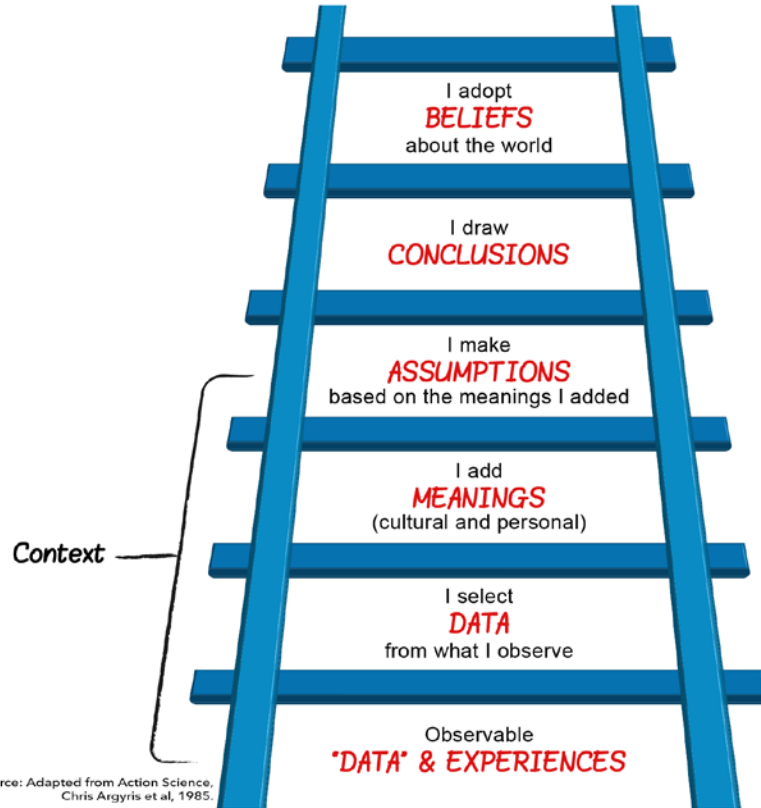 I adopt
BELIEFS
about the world
I draw
CONCLUSIONS
I make
ASSUMPTIONS
based on the meanings I added
I add
MEANINGS
(cultural and personal)
Context
I select
DATA
from what I observe
Observable
"DATA" & EXPERIENCES
rce: Adapted from Action Science,
Chris Argyris et al, 1985.